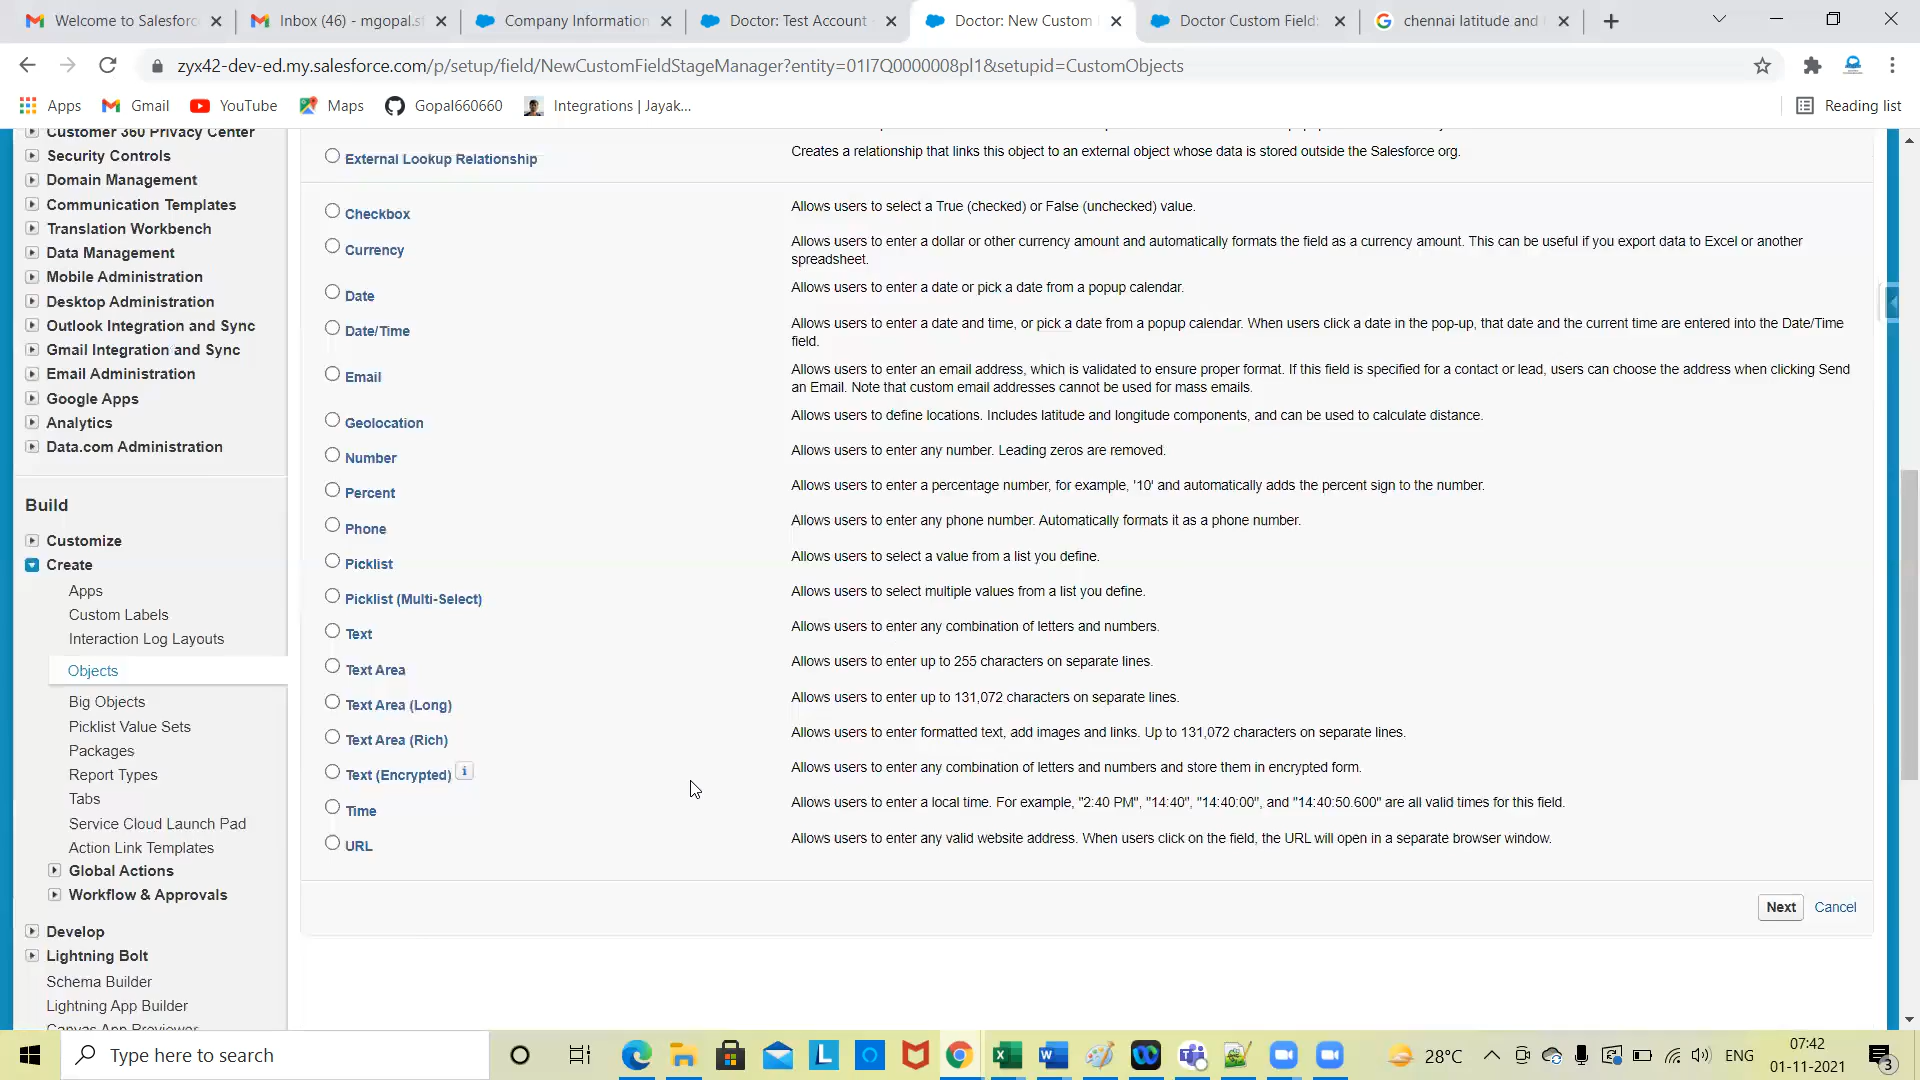 Welcome to Salesforc
Inbox (46) - mgopal.s
Company Information
Doctor: Test Account
Doctor: New Custom
Doctor Custom Field:
chennai latitude and
zyx42-dev-ed.my.salesforce.com/p/setup/field/NewCustomFieldStageManager?entity=01I7Q0000008pl1&setupid=CustomObjects
Apps
Gmail
YouTube
Maps
Gopal660660
Integrations | Jayak...
Reading list
Customer 360 Privacy Center
Security Controls
Domain Management
Communication Templates
Translation Workbench
Data Management
Mobile Administration
Desktop Administration
Outlook Integration and Sync
Gmail Integration and Sync
Email Administration
Google Apps
Analytics
Data.com Administration
Build
Customize
Create
Apps
Custom Labels
Interaction Log Layouts
Objects
Big Objects
Picklist Value Sets
Packages
Report Types
Tabs
Service Cloud Launch Pad
Action Link Templates
Global Actions
Workflow & Approvals
Develop
Lightning Bolt
Schema Builder
Lightning App Builder
Canvas App Previewer
External Lookup Relationship
Creates a relationship that links this object to an external object whose data is stored outside the Salesforce org.
Checkbox
Allows users to select a True (checked) or False (unchecked) value.
Currency
Allows users to enter a dollar or other currency amount and automatically formats the field as a currency amount. This can be useful if you export data to Excel or another
spreadsheet.
Date
Allows users to enter a date or pick a date from a popup calendar.
Date/Time
Allows users to enter a date and time, or pick a date from a popup calendar. When users click a date in the pop-up, that date and the current time are entered into the Date/Time
field.
Email
Allows users to enter an email address, which is validated to ensure proper format. If this field is specified for a contact or lead, users can choose the address when clicking Send
an Email. Note that custom email addresses cannot be used for mass emails.
Geolocation
Allows users to define locations. Includes latitude and longitude components, and can be used to calculate distance.
Number
Allows users to enter any number. Leading zeros are removed.
Percent
Allows users to enter a percentage number, for example, '10' and automatically adds the percent sign to the number.
Phone
Allows users to enter any phone number. Automatically formats it as a phone number.
Picklist
Allows users to select a value from a list you define.
Picklist (Multi-Select)
Allows users to select multiple values from a list you define.
Text
Allows users to enter any combination of letters and numbers.
Text Area
Allows users to enter up to 255 characters on separate lines.
Text Area (Long)
Allows users to enter up to 131,072 characters on separate lines.
Text Area (Rich)
Allows users to enter formatted text, add images and links. Up to 131,072 characters on separate lines.
Text (Encrypted) i
Allows users to enter any combination of letters and numbers and store them in encrypted form.
Time
Allows users to enter a local time. For example, "2:40 PM", "14:40", "14:40:00", and "14:40:50.600" are all valid times for this field.
URL
Allows users to enter any valid website address. When users click on the field, the URL will open in a separate browser window.
Next
Cancel
Type here to search
28°C
ENG
07:42
01-11-2021
3